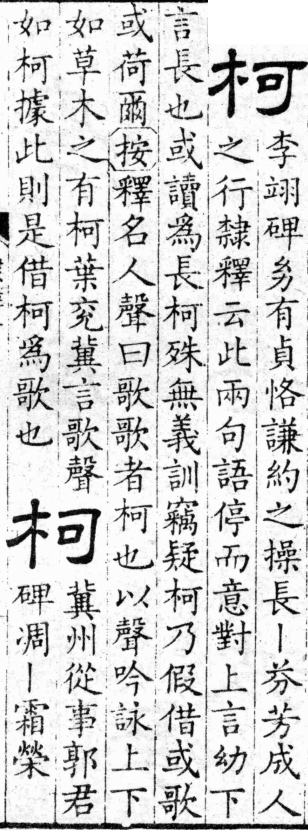 柯
李翊碑㓜有貞恪謙約之操長丨芬芳成人
之行隸釋云此兩句語停而意對上言幼下
言長也或讀爲長柯殊無義訓竊疑柯乃假借或歌
或荷爾按釋名人聲曰歌歌者柯也以聲吟詠上下
如草木之有柯葉兖冀言歌聲
如柯據此則是借柯爲歌也
柯
冀州從事郭君
碑凋丨霜榮